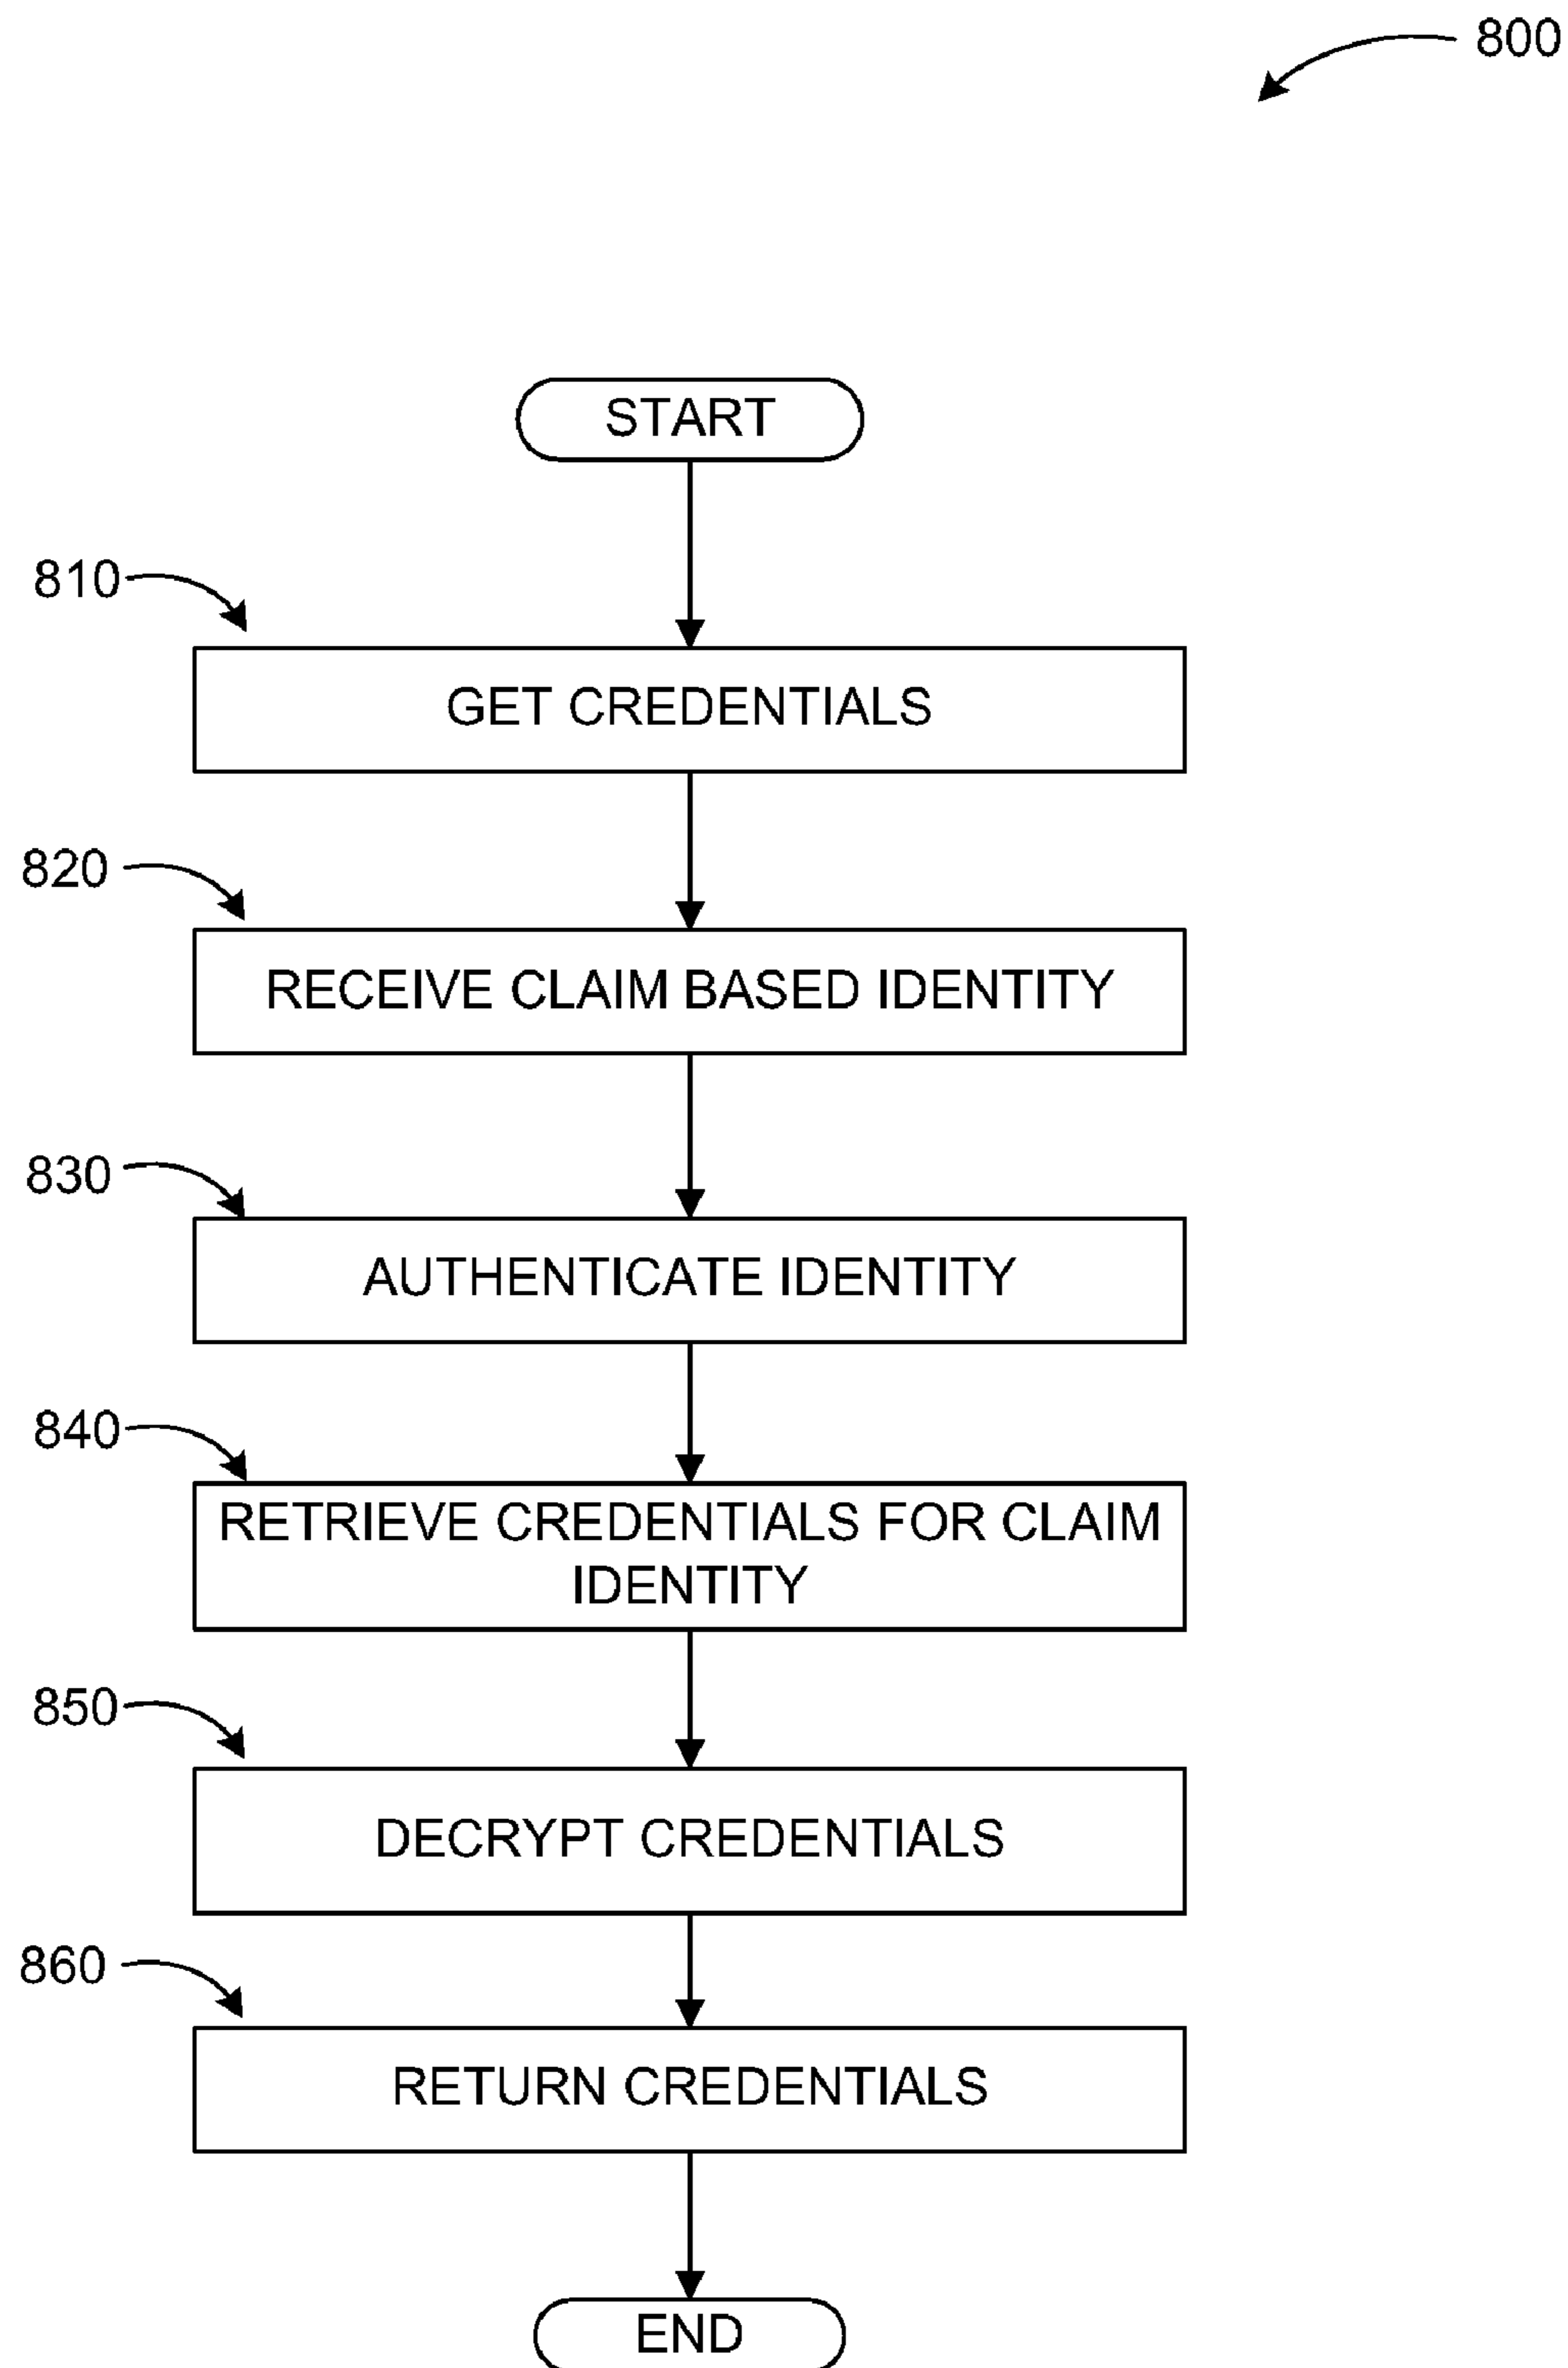 800
START
810
GET CREDENTIALS
820
RECEIVE CLAIM BASED IDENTITY
830
AUTHENTICATE IDENTITY
840
RETRIEVE CREDENTIALS FOR CLAIM
IDENTITY
850
DECRYPT CREDENTIALS
860
RETURN CREDENTIALS
END